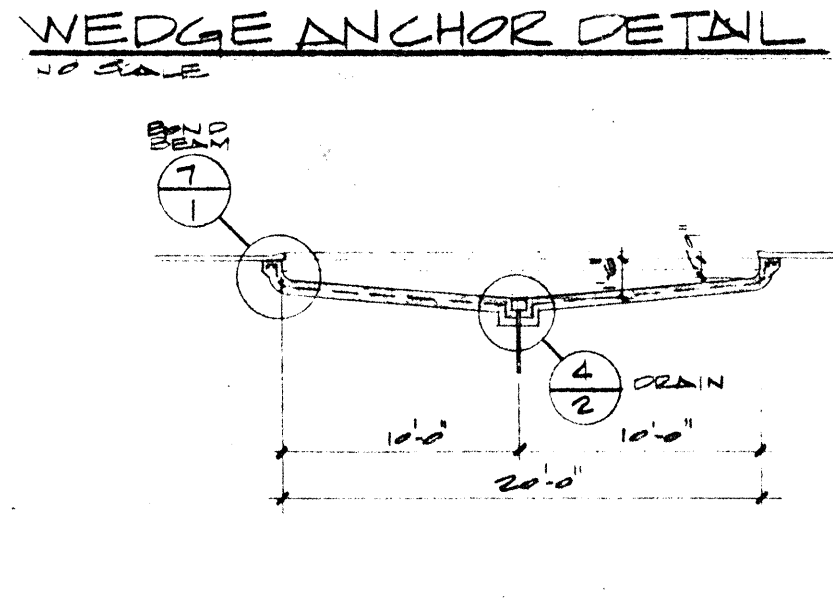 WEDGE ANCHOR DETAIL
NO SCALE
BOND
BEAM
7
1
4
2
DRAIN
10'-0"
10'-0"
20'-0"